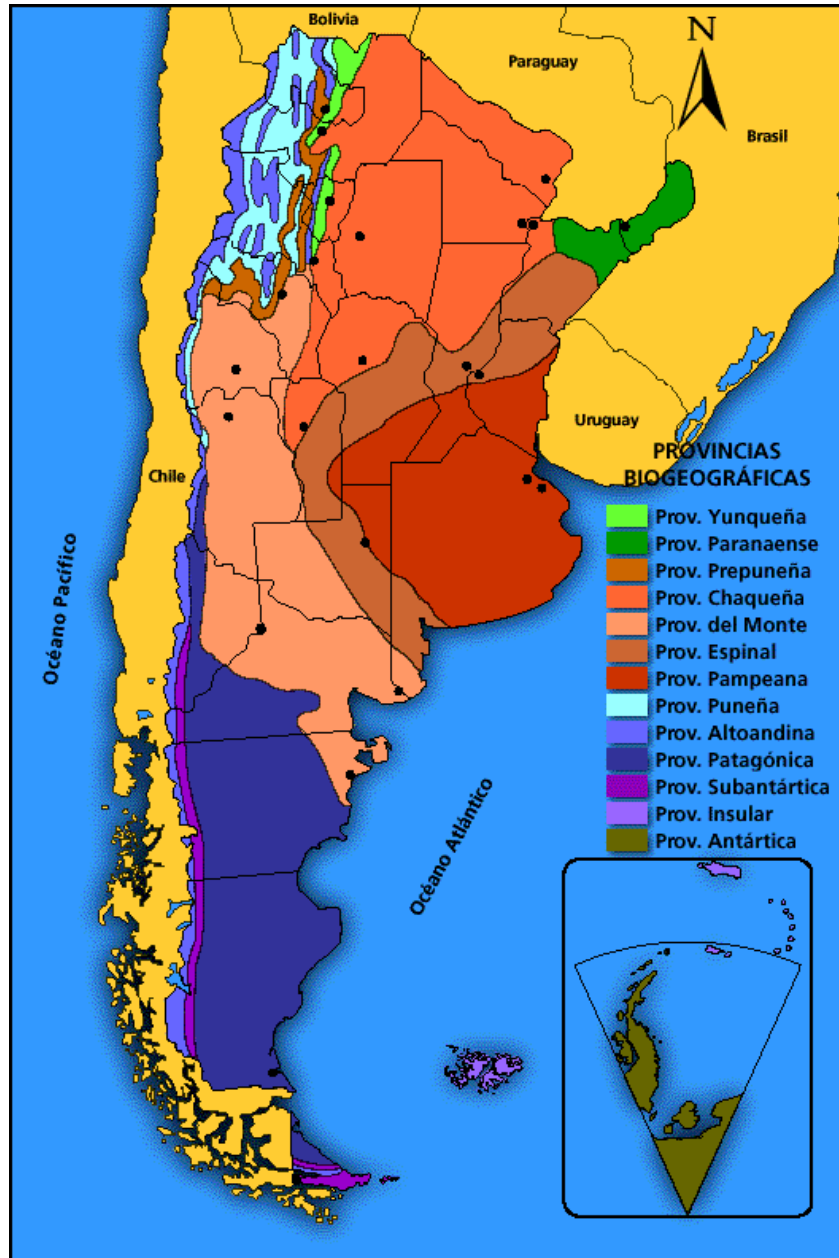 Bolivia
N
Paraguay
Brasil
Uruguay
Chile
Océano Pacífico
Océano Atlántico
PROVINCIAS
BIOGEOGRÁFICAS
Prov. Yunqueña
Prov. Paranaense
Prov. Prepuneña
Prov. Chaqueña
Prov. del Monte
Prov. Espinal
Prov. Pampeana
Prov. Puneña
Prov. Altoandina
Prov. Patagónica
Prov. Subantártica
Prov. Insular
Prov. Antártica